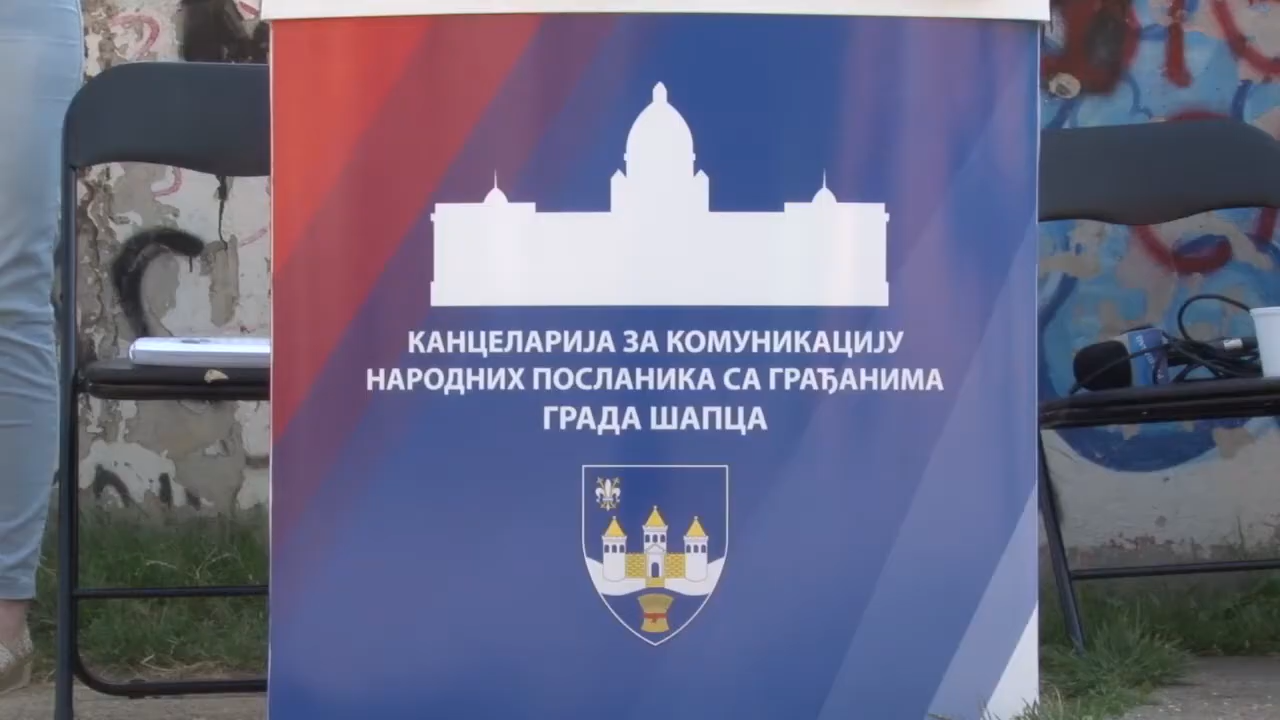 КАНЦЕЛАРИЈА ЗА КОМУНИКАЦИЈУ
НАРОДНИХ ПОСЛАНИКА СА ГРАЂАНИМА
ГРАДА ШАПЦА